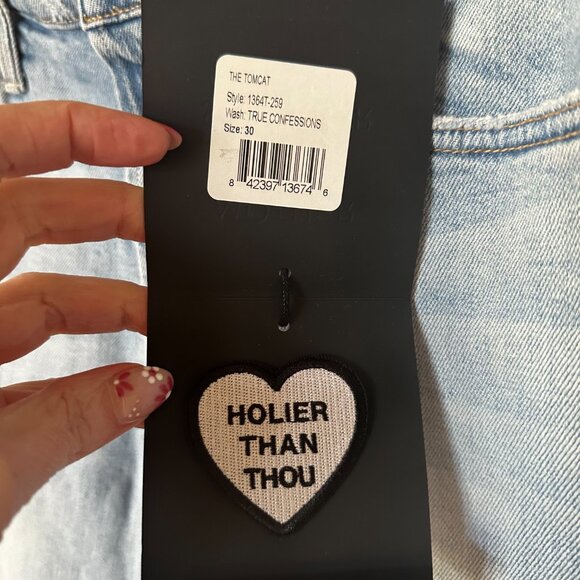 THE TOMCAT
Style: 1364T-259
Wash: TRUE CONFESSIONS
Size: 30
8 42397 13674 6
HOLIER
THAN
THOU